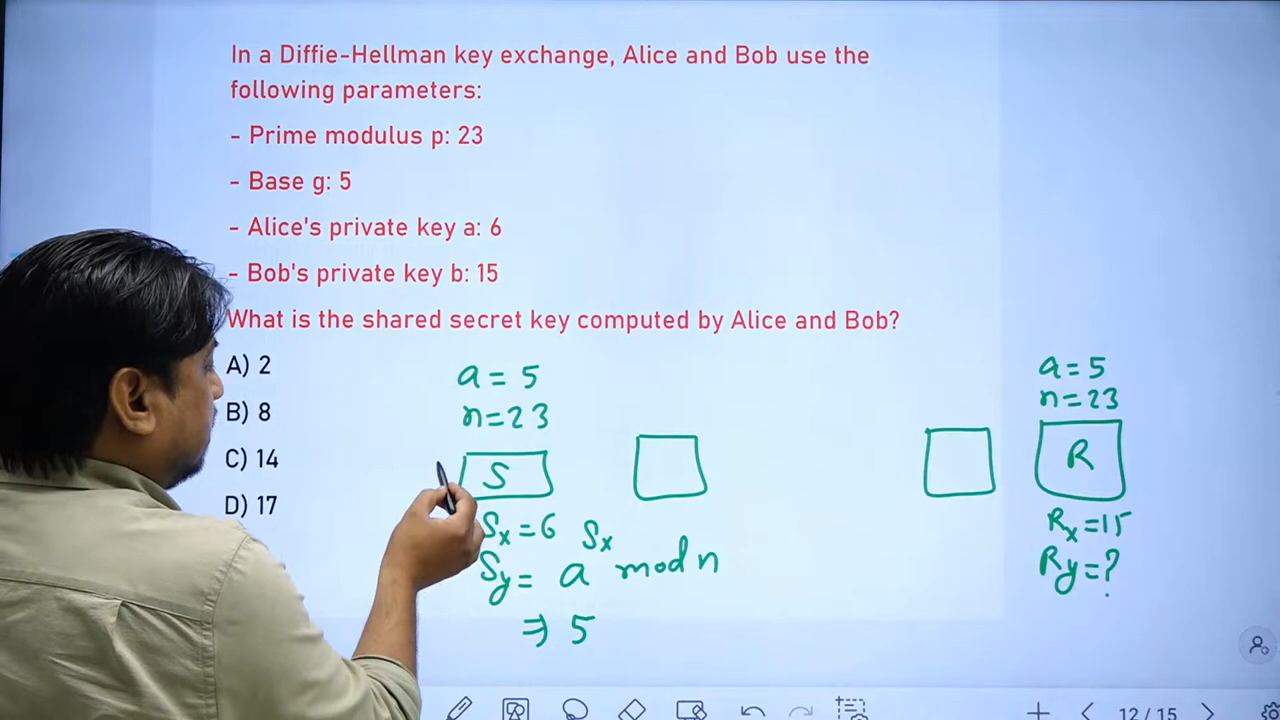 In a Diffie-Hellman key exchange, Alice and Bob use the
following parameters:
- Prime modulus p: 23
- Base g: 5
- Alice's private key a: 6
- Bob's private key b: 15
What is the shared secret key computed by Alice and Bob?
A) 2
B) 8
C) 14
D) 17
a = 5
n=23
S
Sx=6
Sy= a^Sx mod n
⇒ 5
a=5
n=23
R
Rx=15
Ry=?
12/15